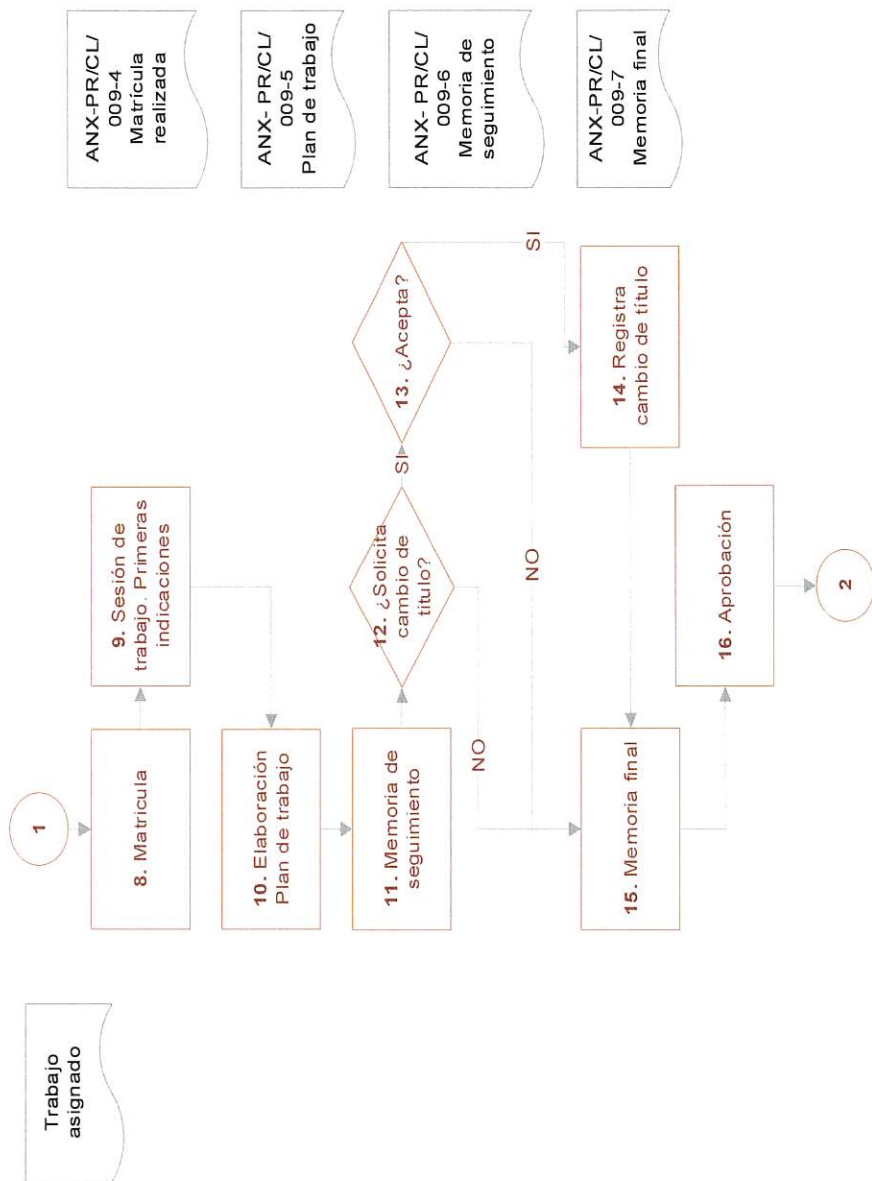 Trabajo
asignado
1
8. Matricula
9. Sesión de
trabajo. Primeras
indicaciones
10. Elaboración
Plan de trabajo
11. Memoria de
seguimiento
12. ¿Solicita
cambio de
titulo?
SI
NO
13. ¿Acepta?
SI
NO
14. Registra
cambio de título
15. Memoria final
16. Aprobación
2
ANX-PR/CL/
009-4
Matrícula
realizada
ANX- PR/CL/
009-5
Plan de trabajo
ANX- PR/CL/
009-6
Memoria de
seguimiento
ANX-PR/CL/
009-7
Memoria final